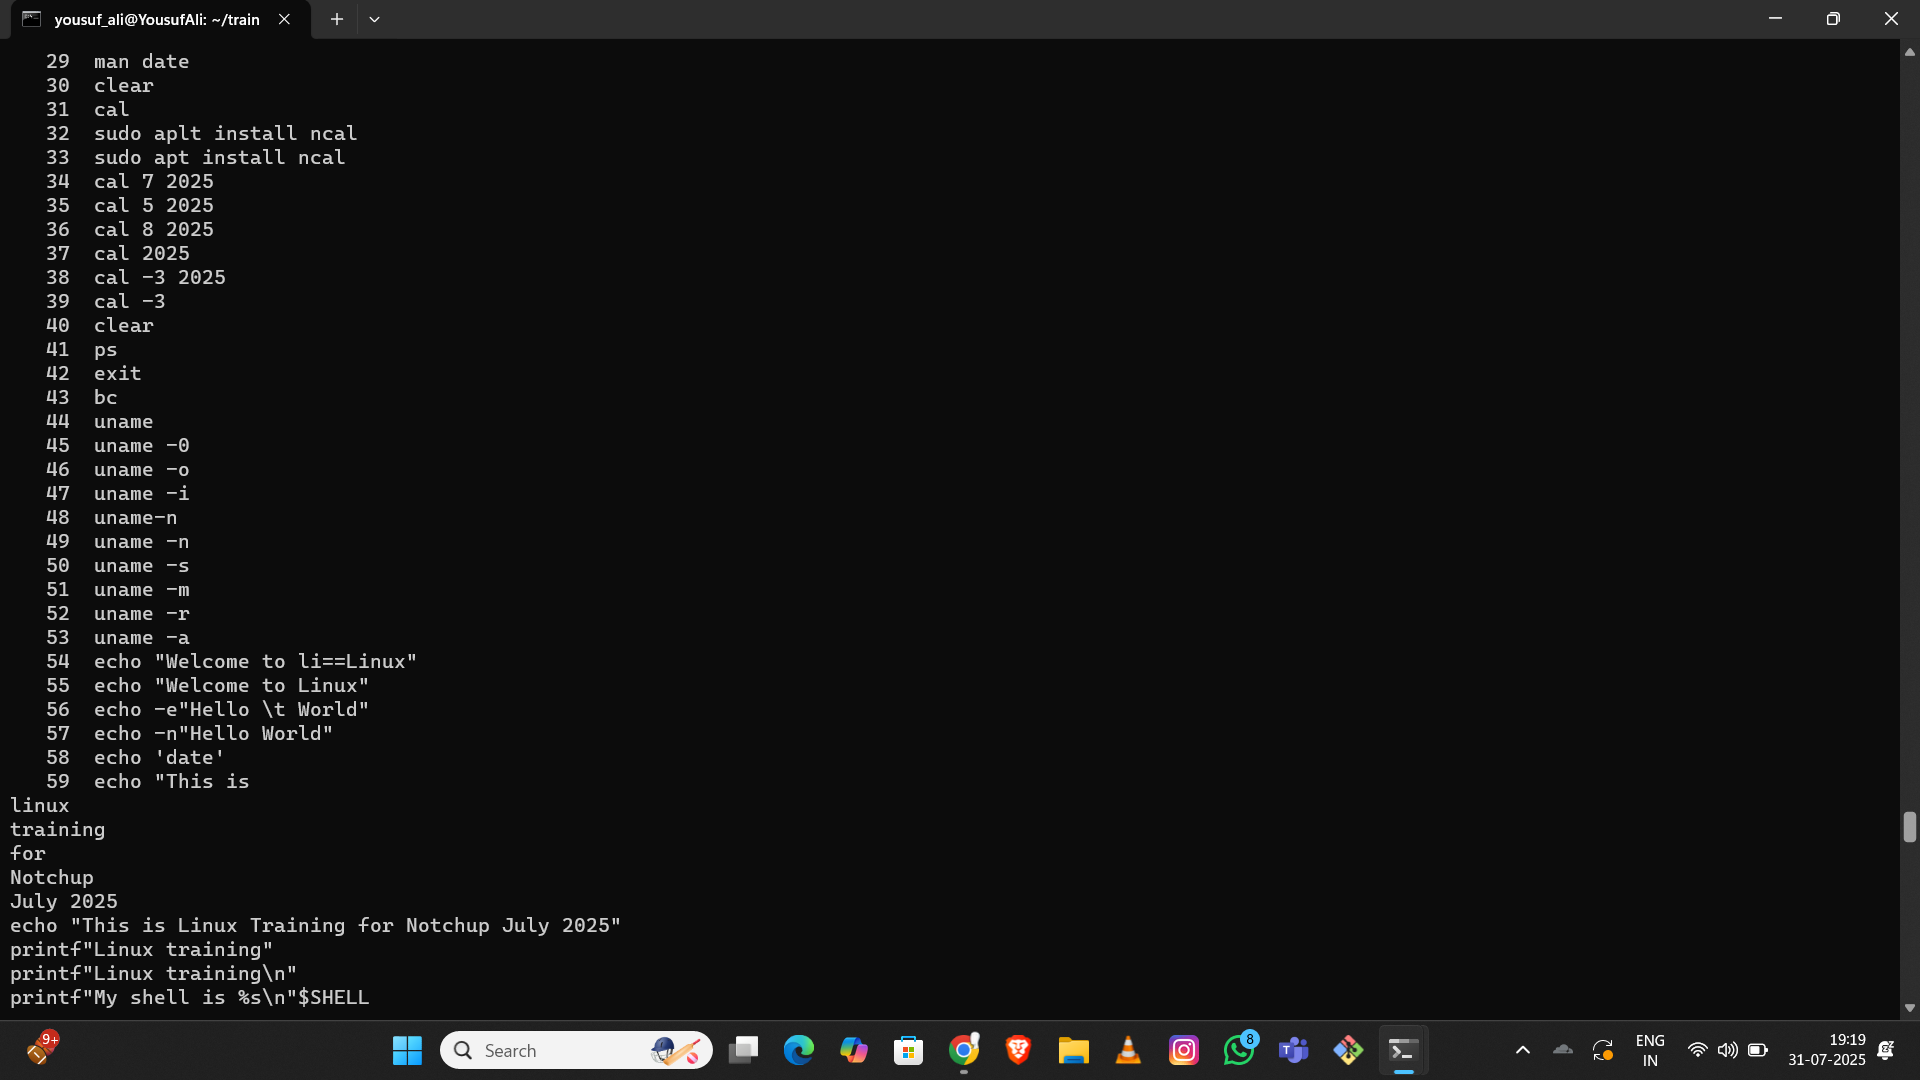 yousuf_ali@YousufAli: ~/train
29 man date
30 clear
31 cal
32 sudo aplt install ncal
33 sudo apt install ncal
34 cal 7 2025
35 cal 5 2025
36 cal 8 2025
37 cal 2025
38 cal -3 2025
39 cal -3
40 clear
41 ps
42 exit
43 bc
44 uname
45 uname -0
46 uname -o
47 uname -i
48 uname-n
49 uname -n
50 uname -s
51 uname -m
52 uname -r
53 uname -a
54 echo "Welcome to li==Linux"
55 echo "Welcome to Linux"
56 echo -e"Hello \t World"
57 echo -n"Hello World"
58 echo 'date'
59 echo "This is
linux
training
for
Notchup
July 2025
echo "This is Linux Training for Notchup July 2025"
printf"Linux training"
printf"Linux training\n"
printf"My shell is %s\n"$SHELL
9+
Search
8
ENG
IN
19:19
31-07-2025